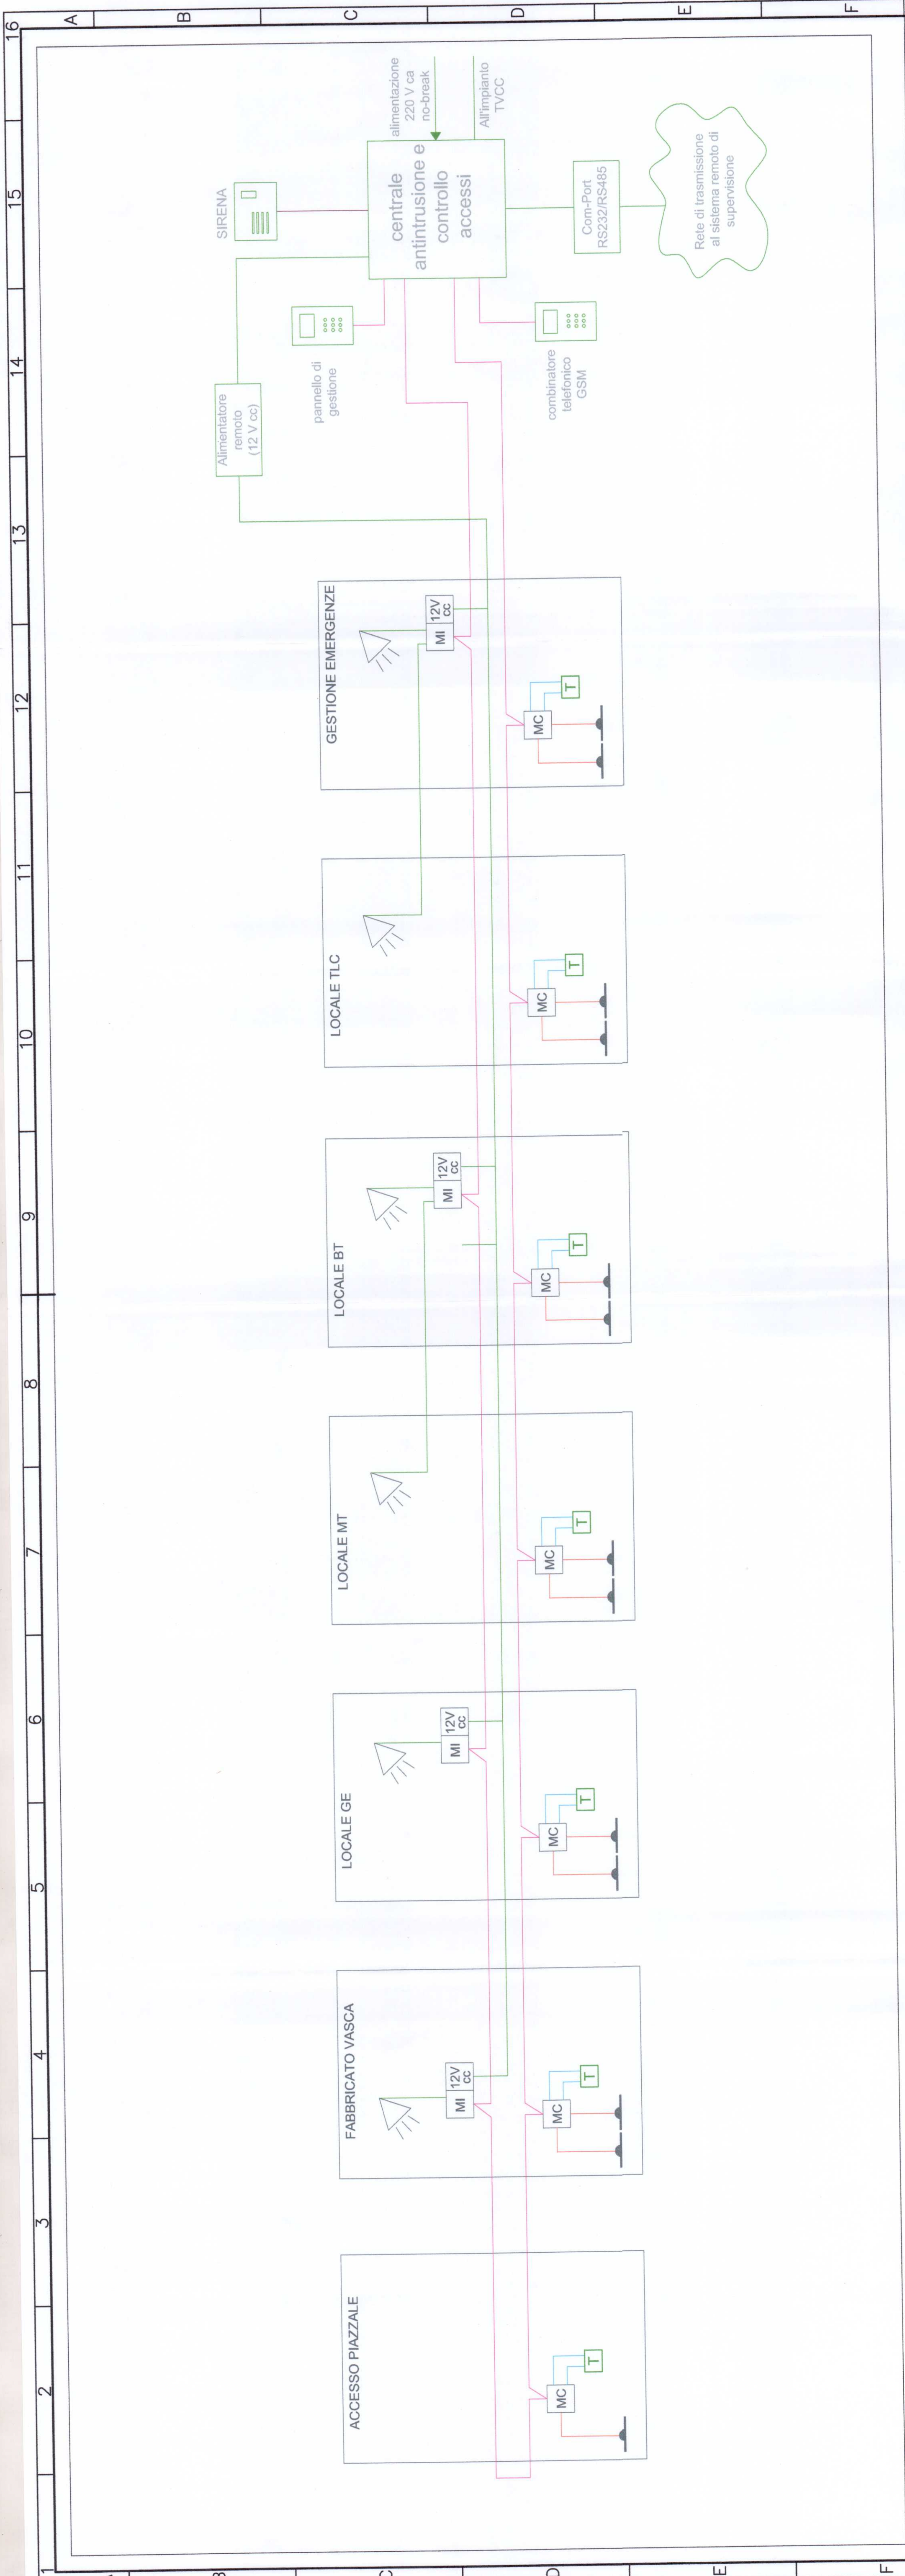 16
15
14
13
12
11
10
9
8
7
6
5
4
3
2
1
A
B
C
D
E
F
SIRENA
alimentazione
220 V ca
no-break
All'impianto
TVCC
centrale
antintrusione e
controllo
accessi
Com-Port
RS232/RS485
Rete di trasmissione
al sistema remoto di
supervisione
pannello di
gestione
combinatore
telefonico
GSM
Alimentatore
remoto
(12 V cc)
GESTIONE EMERGENZE
MI
12V
cc
MC
T
LOCALE TLC
MC
T
LOCALE BT
MI
12V
cc
MC
T
LOCALE MT
MC
T
LOCALE GE
MI
12V
cc
MC
T
FABBRICATO VASCA
MI
12V
cc
MC
T
ACCESSO PIAZZALE
MC
T
C
D
E
F